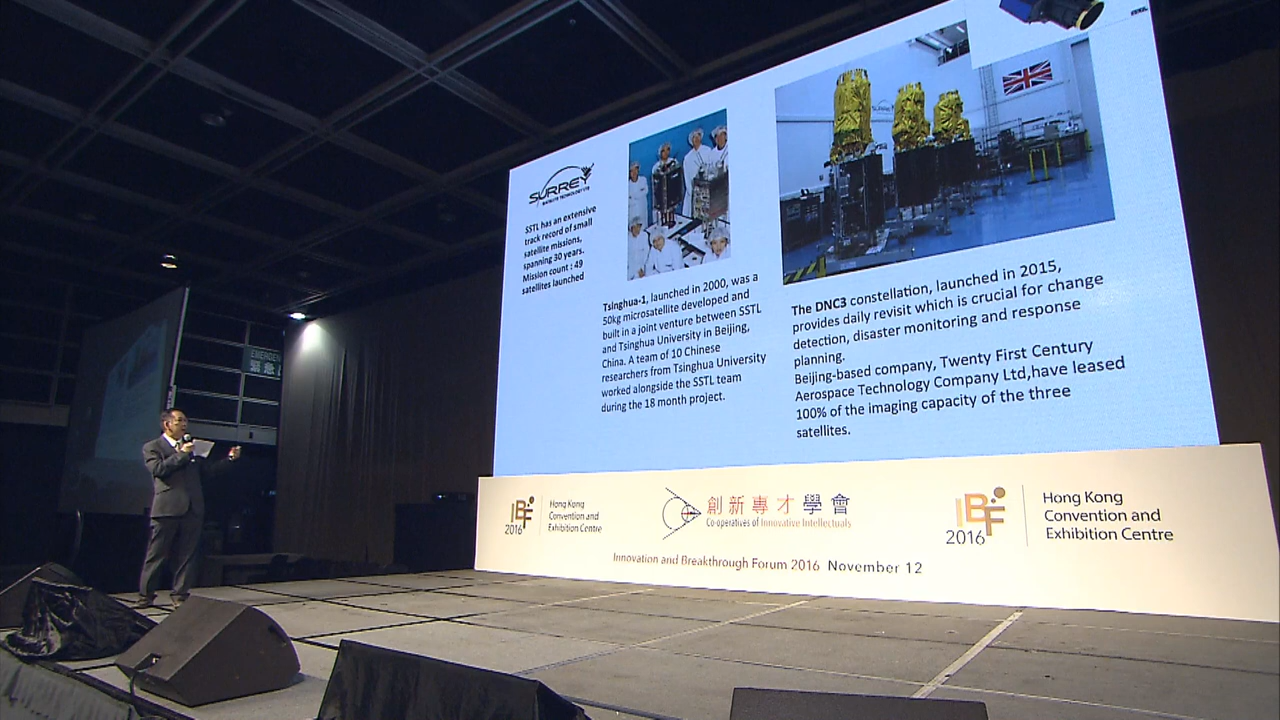 SURREY
SATELLITE TECHNOLOGY LTD
SSTL has an extensive
track record of small
satellite missions,
spanning 30 years.
Mission count : 49
satellites launched
Tsinghua-1, launched in 2000, was a
50kg microsatellite developed and
built in a joint venture between SSTL
and Tsinghua University in Beijing,
China. A team of 10 Chinese
researchers from Tsinghua University
worked alongside the SSTL team
during the 18 month project.
The DNC3 constellation, launched in 2015,
provides daily revisit which is crucial for change
detection, disaster monitoring and response
planning.
Beijing-based company, Twenty First Century
Aerospace Technology Company Ltd,have leased
100% of the imaging capacity of the three
satellites.
EMERGEN
緊急
IBF
2016
Hong Kong
Convention and
Exhibition Centre
創新專才學會
Co-operatives of Innovative Intellectuals
IBF
2016
Hong Kong
Convention and
Exhibition Centre
Innovation and Breakthrough Forum 2016 November 12